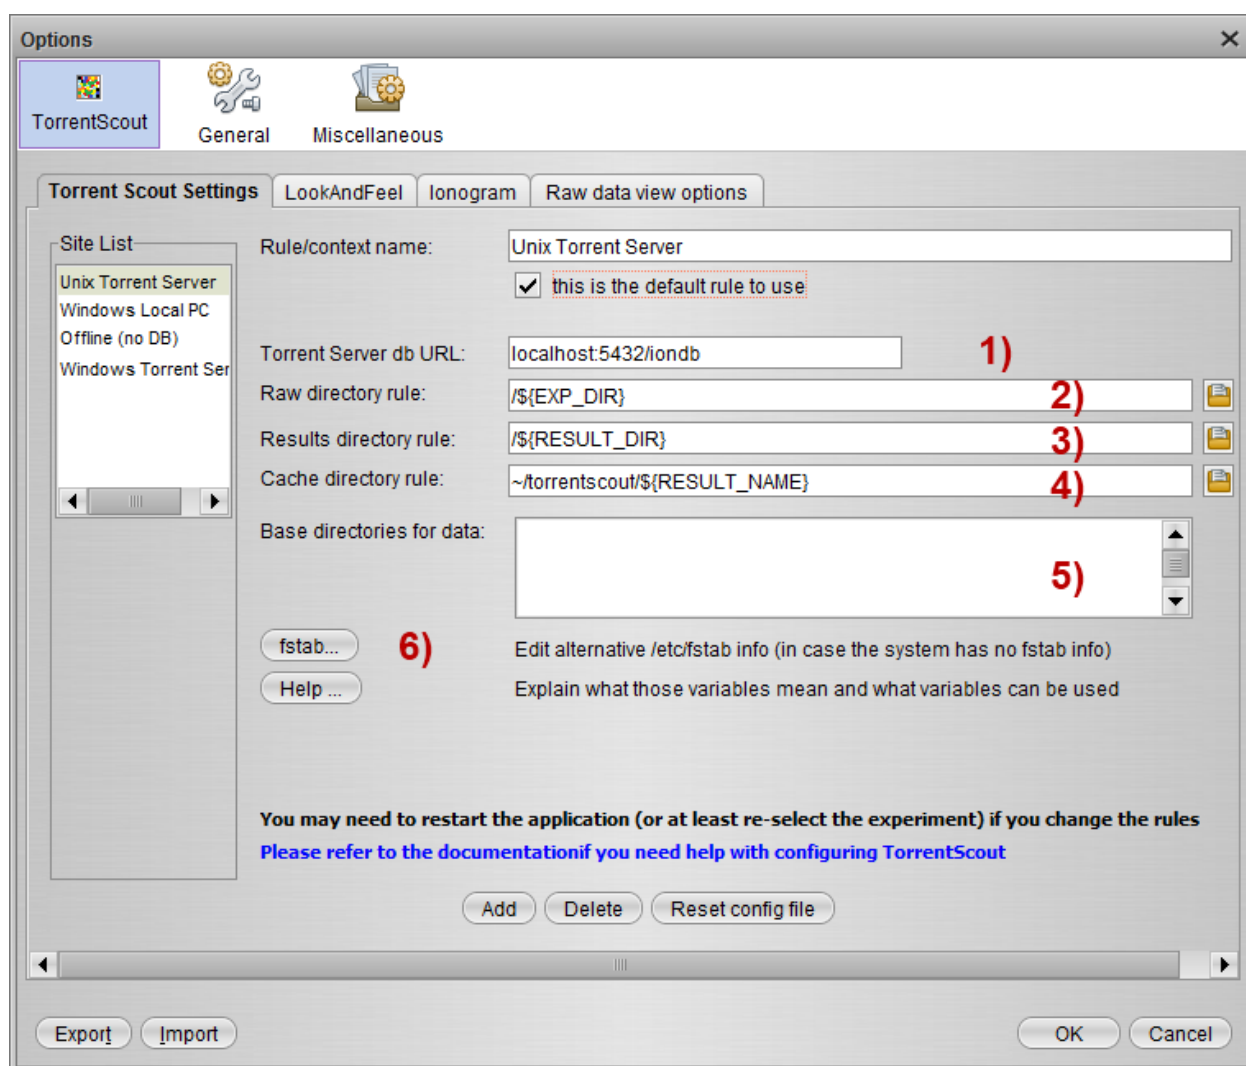 Options
TorrentScout
General
Miscellaneous
Torrent Scout Settings
LookAndFeel
Ionogram
Raw data view options
Site List
Unix Torrent Server
Windows Local PC
Offline (no DB)
Windows Torrent Ser
Rule/context name:
Unix Torrent Server
this is the default rule to use
Torrent Server db URL:
localhost:5432/iondb
1)
Raw directory rule:
/${EXP_DIR}
2)
Results directory rule:
/${RESULT_DIR}
3)
Cache directory rule:
~/torrentscout/${RESULT_NAME}
4)
Base directories for data:
5)
fstab...
6)
Edit alternative /etc/fstab info (in case the system has no fstab info)
Help ...
Explain what those variables mean and what variables can be used
You may need to restart the application (or at least re-select the experiment) if you change the rules
Please refer to the documentationif you need help with configuring TorrentScout
Add
Delete
Reset config file
Export
Import
OK
Cancel